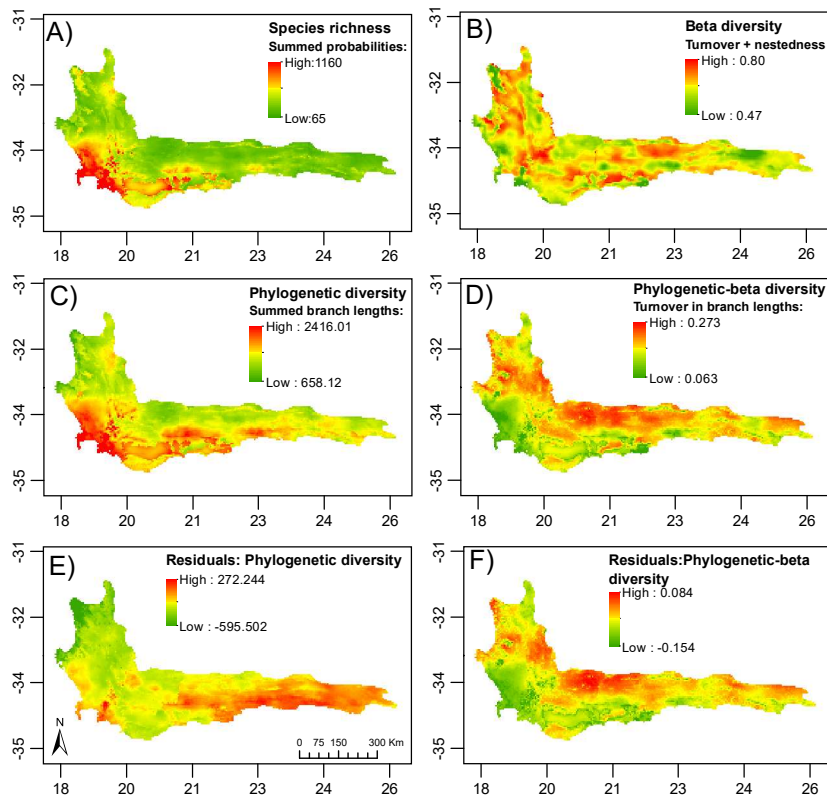 A)
Species richness
Summed probabilities:
High:1160
Low:65
-31
-32
-34
-35
18
20
21
23
24
26
B)
Beta diversity
Turnover + nestedness
High : 0.80
Low : 0.47
-31
-32
-34
-35
18
20
21
23
24
26
C)
Phylogenetic diversity
Summed branch lengths:
High : 2416.01
Low : 658.12
-31
-32
-34
-35
18
20
21
23
24
26
D)
Phylogenetic-beta diversity
Turnover in branch lengths:
High : 0.273
Low : 0.063
-31
-32
-34
-35
18
20
21
23
24
26
E)
Residuals: Phylogenetic diversity
High : 272.244
Low : -595.502
-31
-32
-34
-35
N
0 75 150 300 Km
18
20
21
23
24
26
F)
Residuals:Phylogenetic-beta
diversity
High : 0.084
Low : -0.154
-31
-32
-34
-35
18
20
21
23
24
26